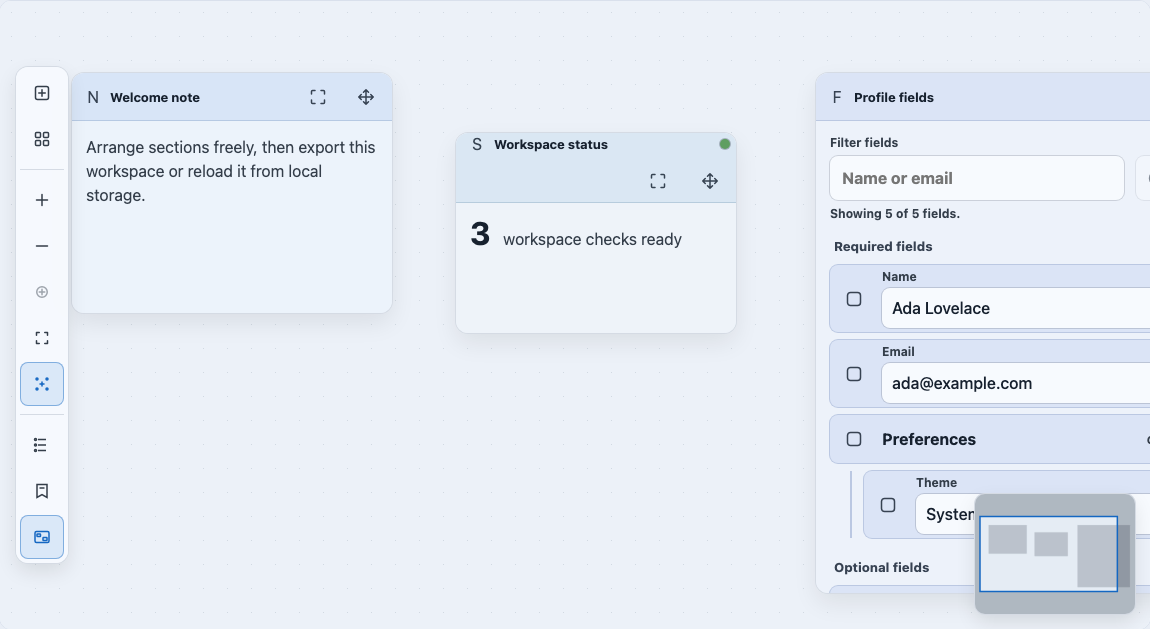 N Welcome note
Arrange sections freely, then export this
workspace or reload it from local
storage.
S Workspace status
3 workspace checks ready
F Profile fields
Filter fields
Name or email
Showing 5 of 5 fields.
Required fields
Name
Ada Lovelace
Email
ada@example.com
Preferences
Theme
Optional fields